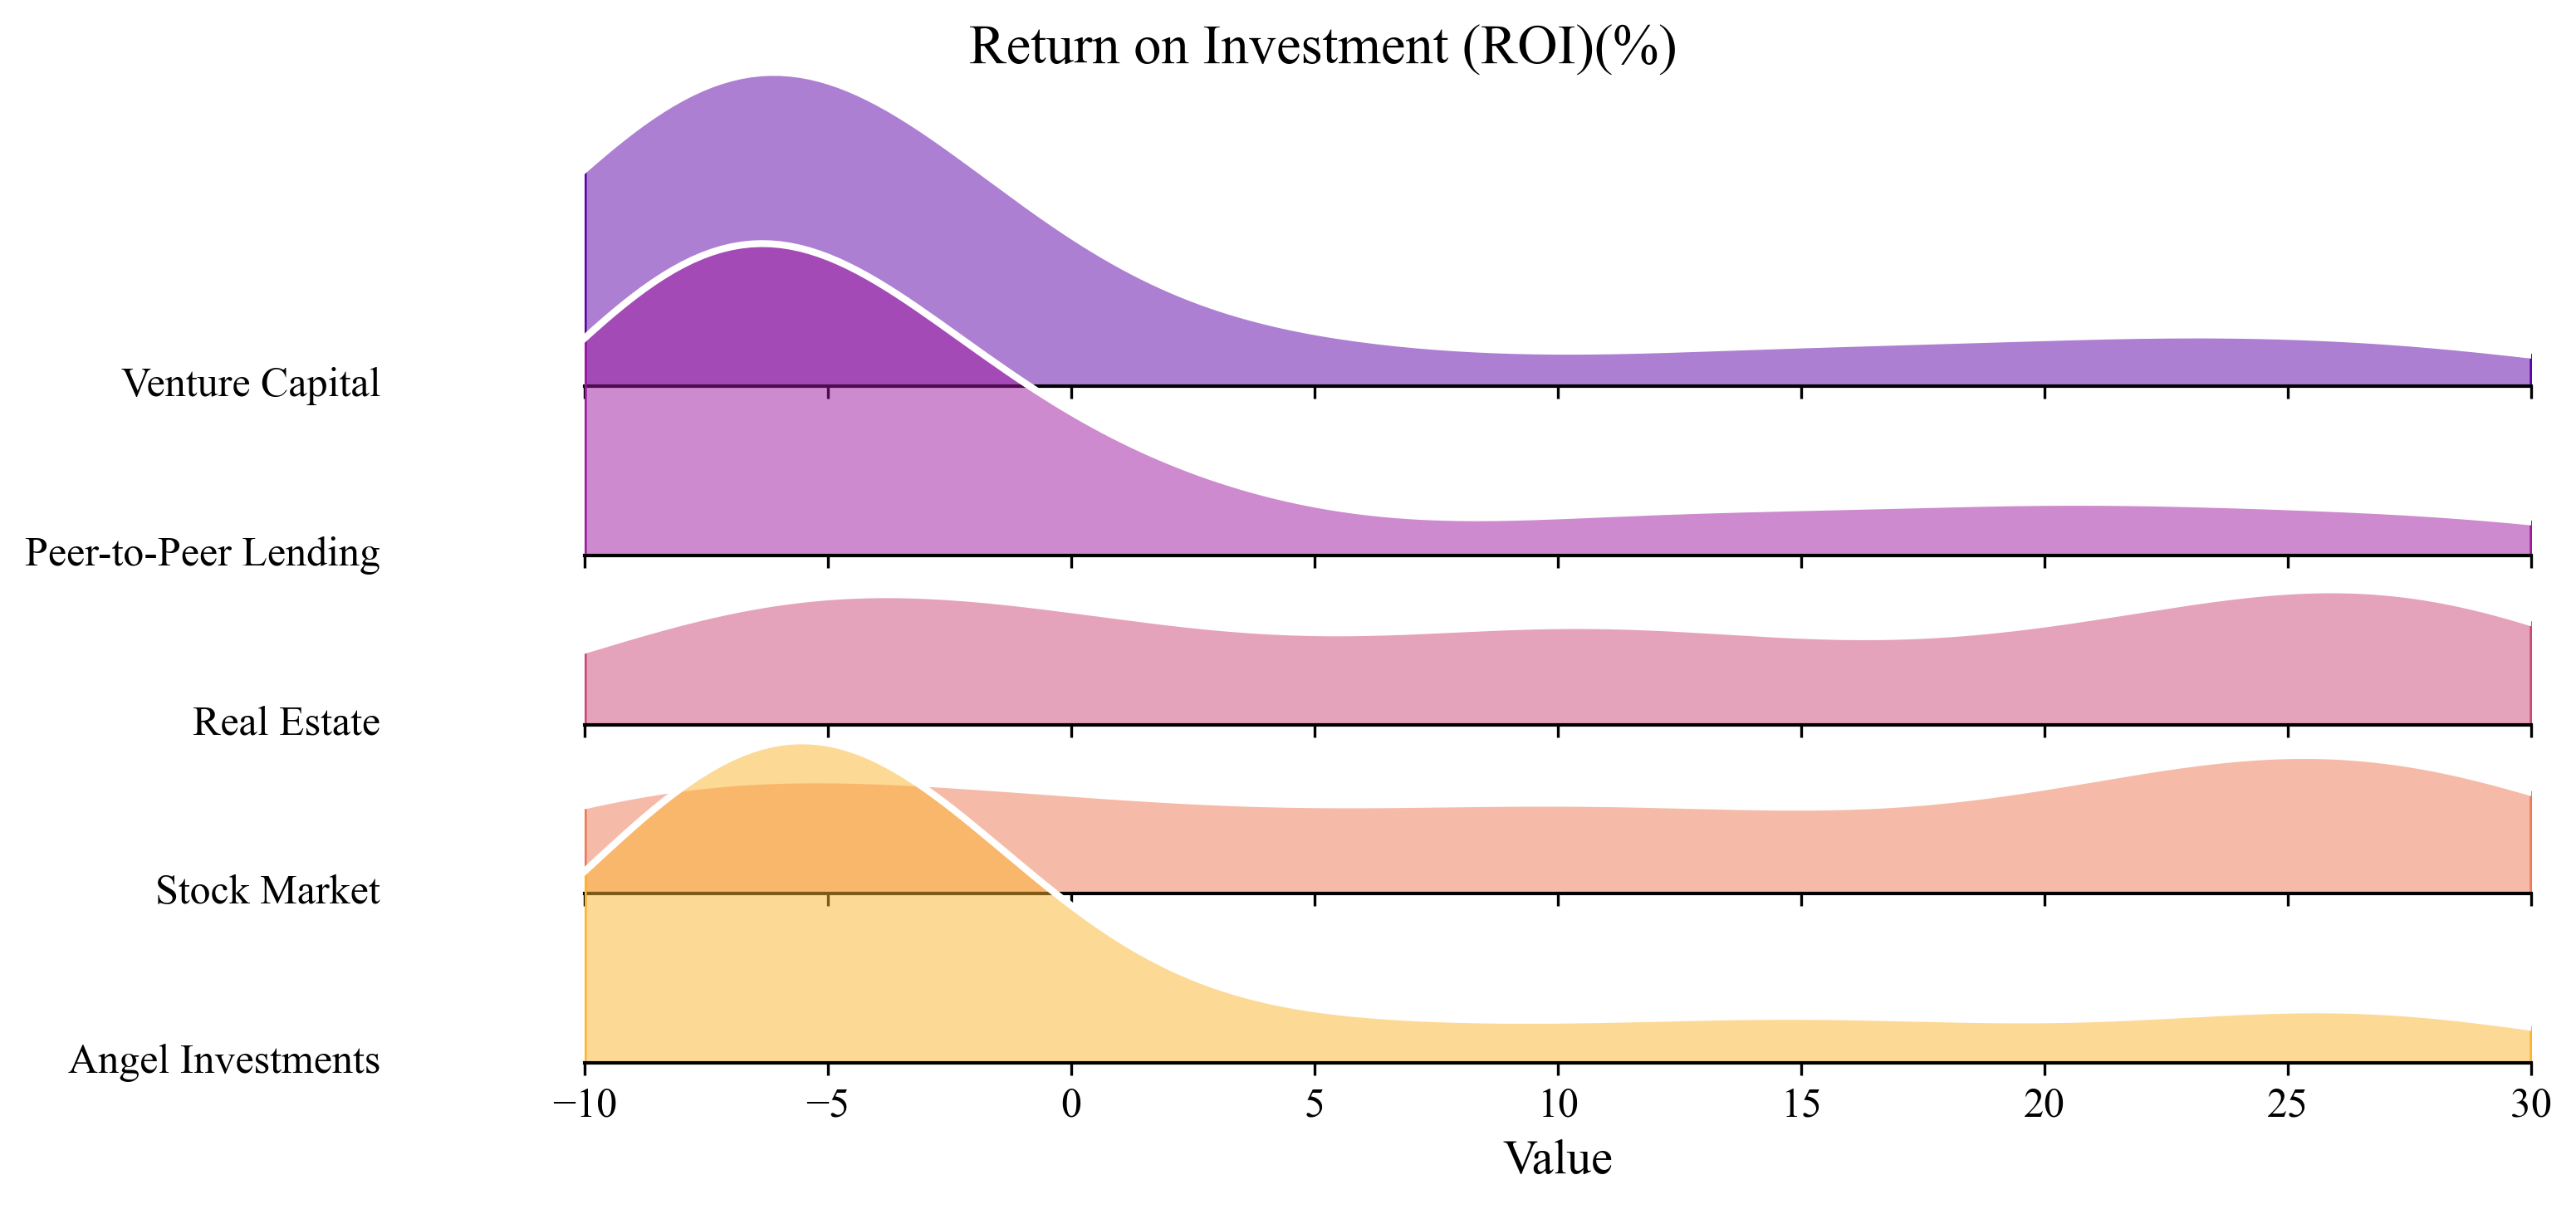 Return on Investment (ROI)(%)
Venture Capital
Peer-to-Peer Lending
Real Estate
Stock Market
Angel Investments
−10 −5 0 5 10 15 20 25 30
Value